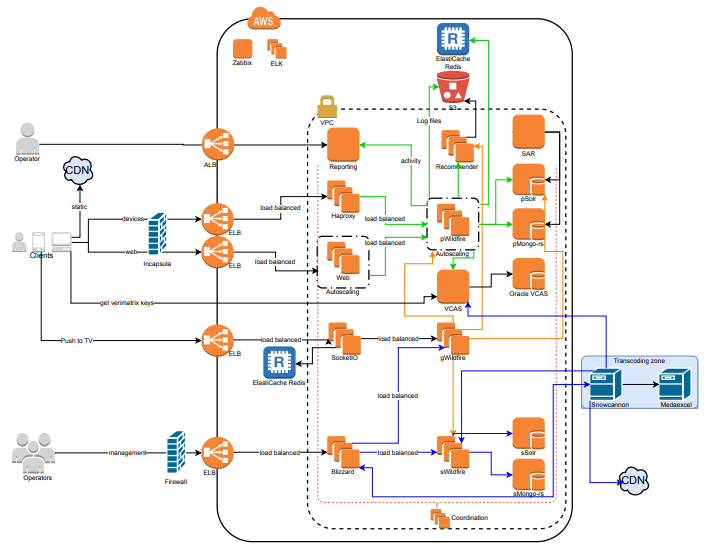 AWS
Zabbix
ELK
ElastiCache
Redis
S3
Log files
VPC
Operator
ALB
Reporting
activity
Recomender
SAR
CDN
static
pSolr
devices
ELB
load balanced
Haproxy
load balanced
pWildfire
Autoscaling
pMongo-rs
Clients
web
Incapsula
ELB
load balanced
Web
Autoscaling
load balanced
VCAS
Oracle VCAS
get verimatrix keys
Push to TV
ELB
load balanced
SocketIO
load balanced
gWildfire
ElastiCache Redis
Transcoding zone
Snowcannon
Medaexcel
load balanced
Operators
management
Firewall
ELB
load balanced
Blizzard
load balanced
sWildfire
sSolr
sMongo-rs
CDN
Coordination